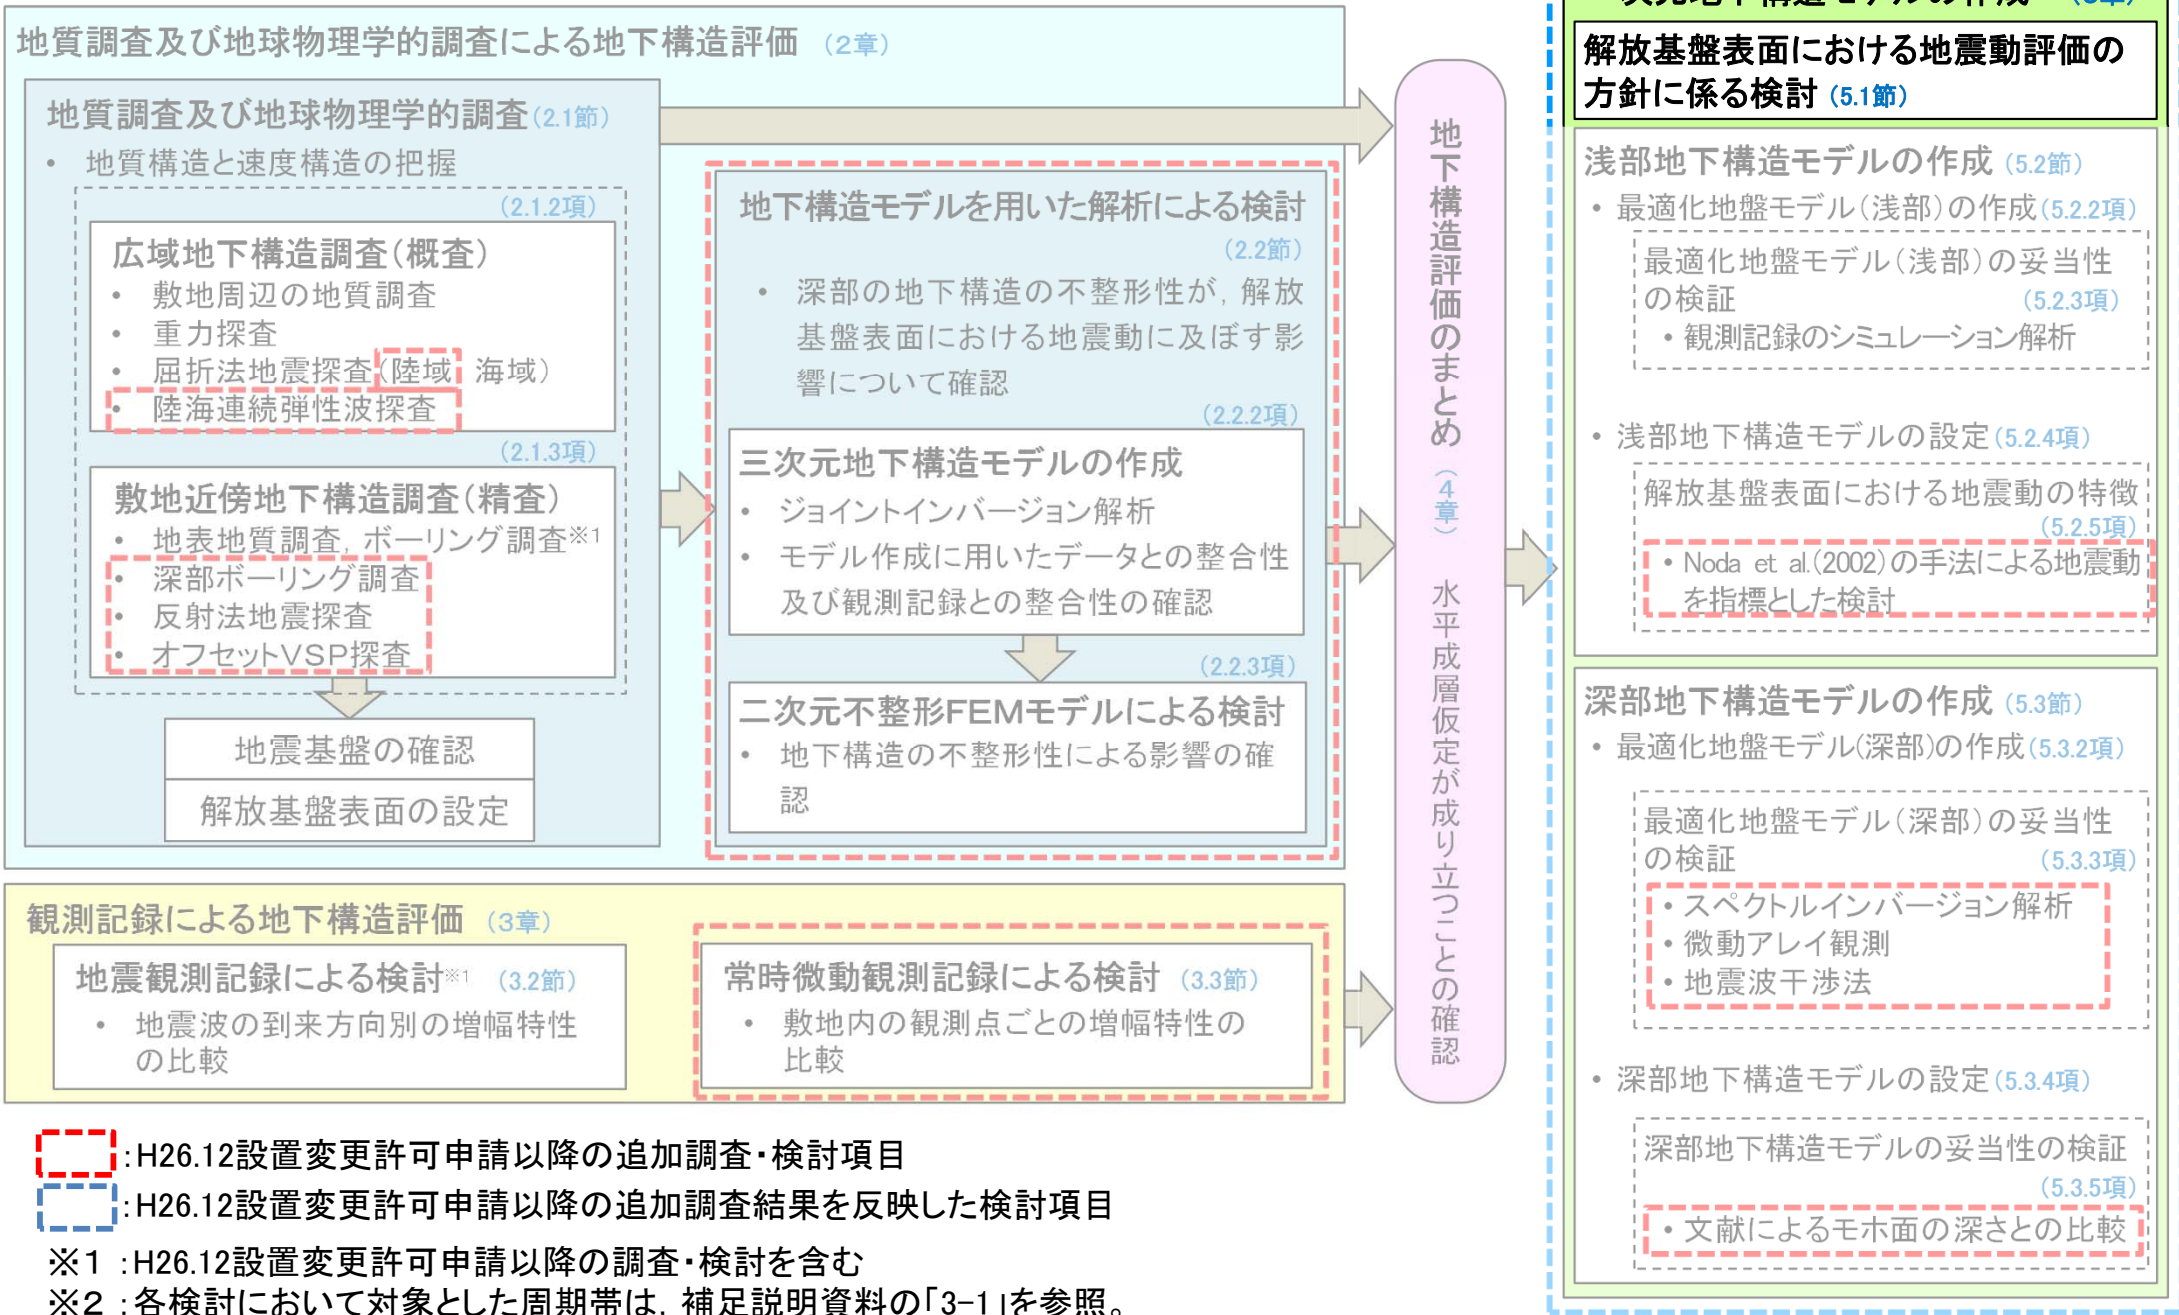 地質調査及び地球物理学的調査による地下構造評価 （2章）
地質調査及び地球物理学的調査(2.1節)
• 地質構造と速度構造の把握
(2.1.2項)
広域地下構造調査(概査)
• 敷地周辺の地質調査
• 重力探査
• 屈折法地震探査(陸域 海域)
• 陸海連続弾性波探査
(2.1.3項)
敷地近傍地下構造調査(精査)
• 地表地質調査, ボーリング調査※1
• 深部ボーリング調査
• 反射法地震探査
• オフセットVSP探査
地震基盤の確認
解放基盤表面の設定
地下構造モデルを用いた解析による検討
(2.2節)
• 深部の地下構造の不整形性が, 解放
基盤表面における地震動に及ぼす影
響について確認
(2.2.2項)
三次元地下構造モデルの作成
• ジョイントインバージョン解析
• モデル作成に用いたデータとの整合性
及び観測記録との整合性の確認
(2.2.3項)
二次元不整形FEMモデルによる検討
• 地下構造の不整形性による影響の確
認
観測記録による地下構造評価 （3章）
地震観測記録による検討※1 (3.2節)
• 地震波の到来方向別の増幅特性
の比較
常時微動観測記録による検討 (3.3節)
• 敷地内の観測点ごとの増幅特性の
比較
地下構造評価のまとめ（4章） 水平成層仮定が成り立つことの確認
解放基盤表面における地震動評価の
方針に係る検討 (5.1節)
浅部地下構造モデルの作成 (5.2節)
• 最適化地盤モデル(浅部)の作成(5.2.2項)
最適化地盤モデル(浅部)の妥当性
の検証 (5.2.3項)
• 観測記録のシミュレーション解析
• 浅部地下構造モデルの設定(5.2.4項)
解放基盤表面における地震動の特徴
(5.2.5項)
• Noda et al.(2002)の手法による地震動
を指標とした検討
深部地下構造モデルの作成 (5.3節)
• 最適化地盤モデル(深部)の作成(5.3.2項)
最適化地盤モデル(深部)の妥当性
の検証 (5.3.3項)
• スペクトルインバージョン解析
• 微動アレイ観測
• 地震波干渉法
• 深部地下構造モデルの設定(5.3.4項)
深部地下構造モデルの妥当性の検証
(5.3.5項)
• 文献によるモホ面の深さとの比較
:H26.12設置変更許可申請以降の追加調査・検討項目
:H26.12設置変更許可申請以降の追加調査結果を反映した検討項目
※1 :H26.12設置変更許可申請以降の調査・検討を含む
※2 :各検討において対象とした周期帯は, 補足説明資料の「3-1」を参照。